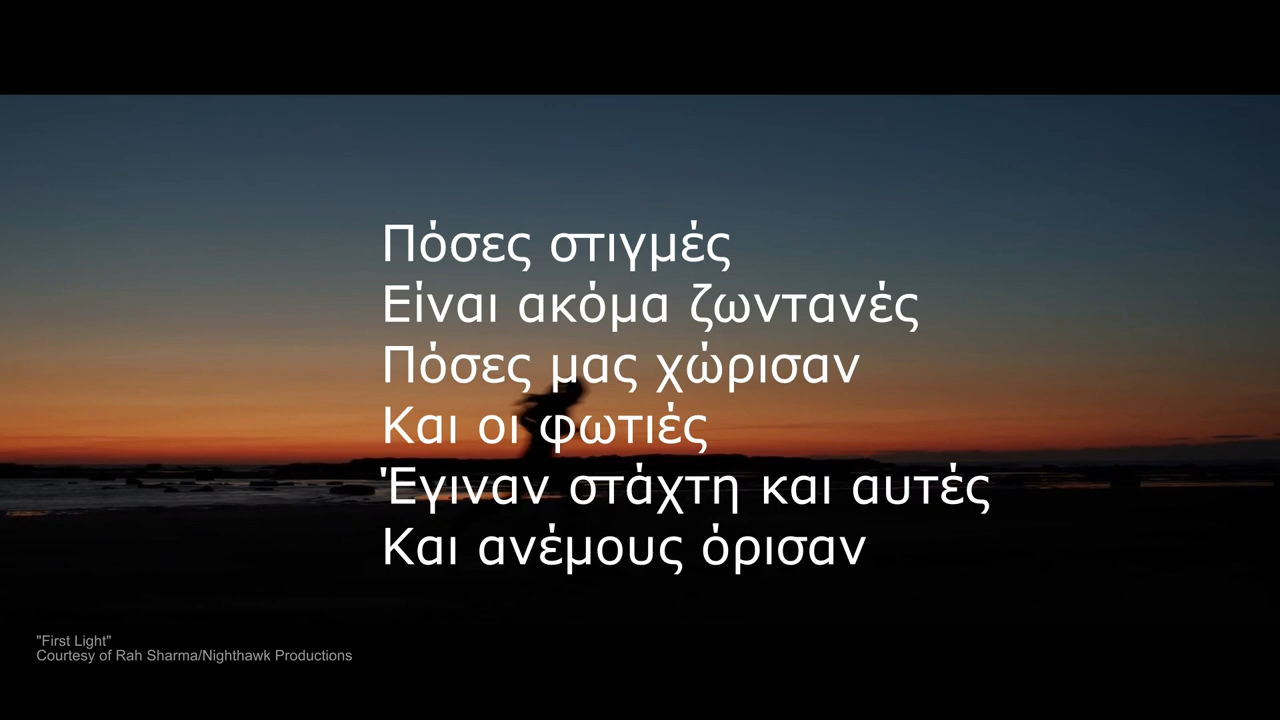 Πόσες στιγμές
Είναι ακόμα ζωντανές
Πόσες μας χώρισαν
Και οι φωτιές
Έγιναν στάχτη και αυτές
Και ανέμους όρισαν
"First Light"
Courtesy of Rah Sharma/Nighthawk Productions